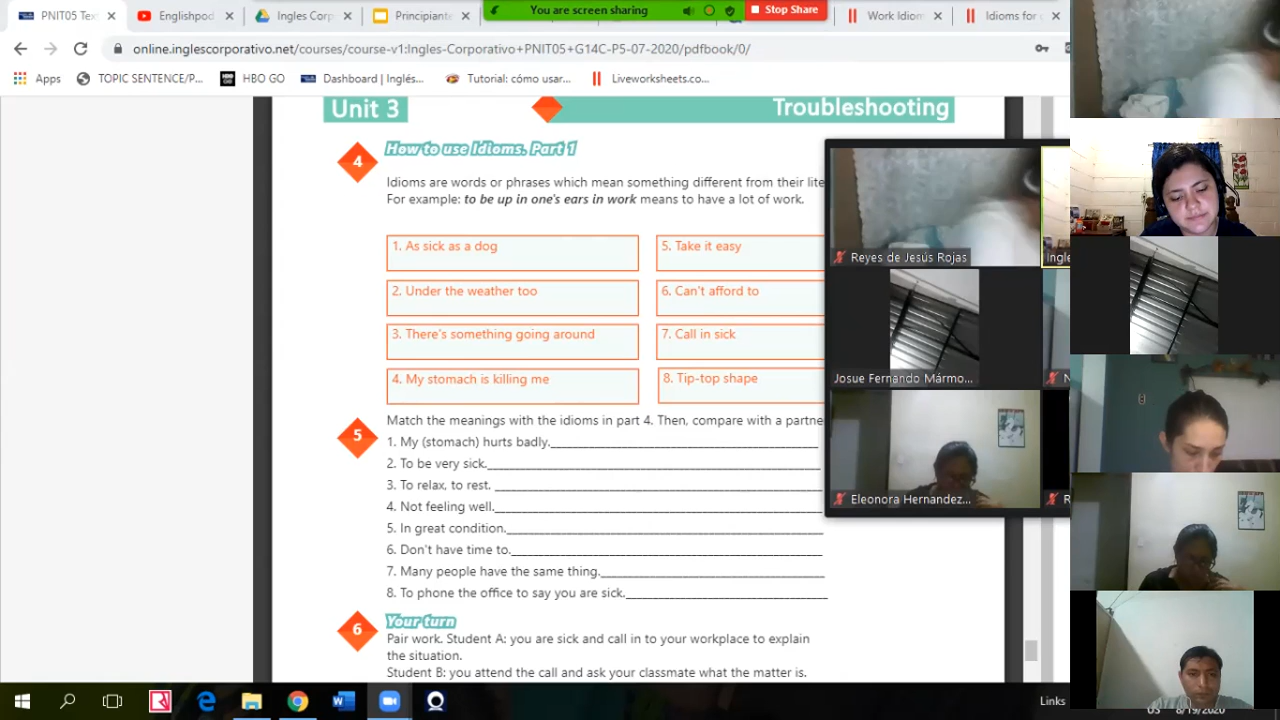 PNIT05 Tex
Englishpod
Ingles Corp
Principiante
You are screen sharing
Stop Share
Work Idiom
Idioms for
online.inglescorporativo.net/courses/course-v1:Ingles-Corporativo+PNIT05+G14C-P5-07-2020/pdfbook/0/
Apps
TOPIC SENTENCE/P...
HBO GO
Dashboard | Inglés...
Tutorial: cómo usar...
Liveworksheets.co...
Unit 3
Troubleshooting
4
How to use Idioms. Part 1
Idioms are words or phrases which mean something different from their lite
For example: to be up in one's ears in work means to have a lot of work.
1. As sick as a dog
5. Take it easy
2. Under the weather too
6. Can't afford to
3. There's something going around
7. Call in sick
4. My stomach is killing me
8. Tip-top shape
5
Match the meanings with the idioms in part 4. Then, compare with a partne
1. My (stomach) hurts badly.
2. To be very sick.
3. To relax, to rest.
4. Not feeling well.
5. In great condition.
6. Don't have time to.
7. Many people have the same thing.
8. To phone the office to say you are sick.
6
Your turn
Pair work. Student A: you are sick and call in to your workplace to explain
the situation.
Student B: you attend the call and ask your classmate what the matter is.
Reyes de Jesús Rojas
Ingle
Josue Fernando Mármo...
N
Eleonora Hernandez...
R
Links
US
8/19/2020